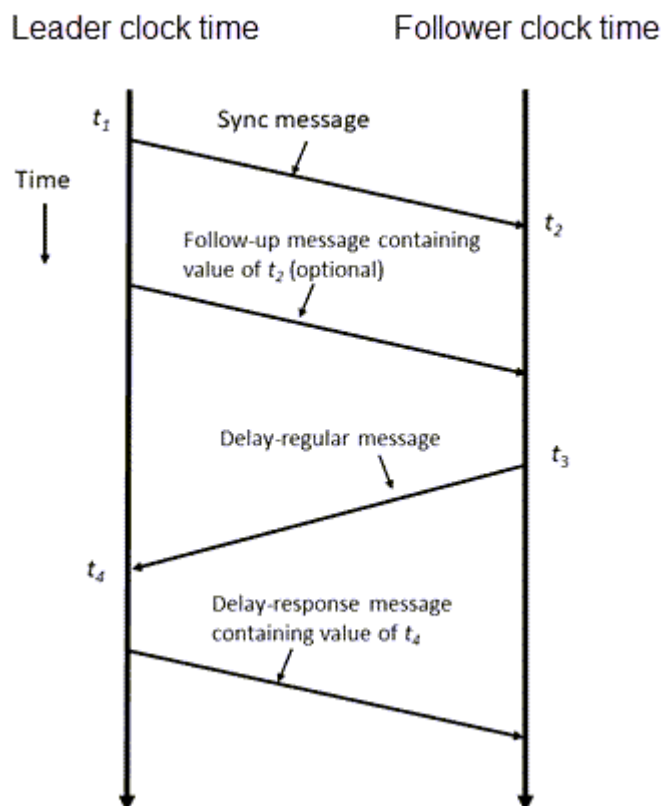 Leader clock time
Follower clock time
t1
Sync message
Time
t2
Follow-up message containing
value of t2 (optional)
Delay-regular message
t3
t4
Delay-response message
containing value of t4